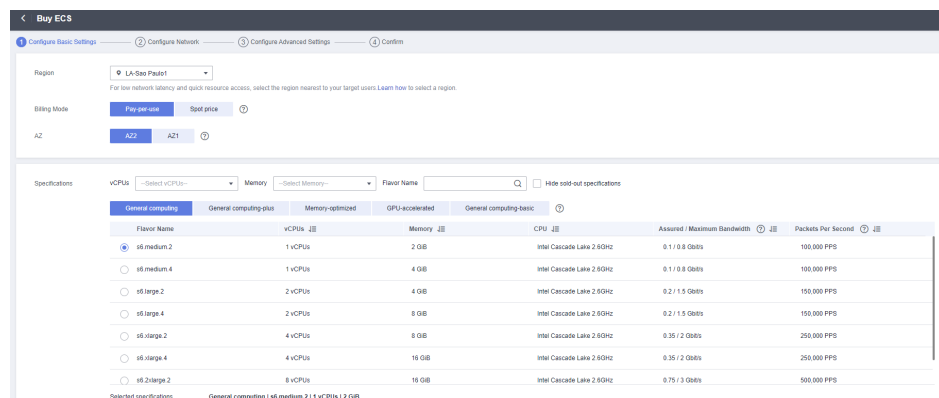 Buy ECS
1 Configure Basic Settings 2 Configure Network 3 Configure Advanced Settings 4 Confirm
Region LA-Sao Paulo1
For low network latency and quick resource access, select the region nearest to your target users.Learn how to select a region.
Billing Mode Pay-per-use Spot price ?
AZ AZ2 AZ1 ?
Specifications vCPUs --Select vCPUs-- Memory --Select Memory-- Flavor Name Hide sold-out specifications
General computing General computing-plus Memory-optimized GPU-accelerated General computing-basic ?
Flavor Name vCPUs Memory CPU Assured / Maximum Bandwidth ? Packets Per Second ?
s6.medium.2 1 vCPUs 2 GiB Intel Cascade Lake 2.6GHz 0.1 / 0.8 Gbit/s 100,000 PPS
s6.medium.4 1 vCPUs 4 GiB Intel Cascade Lake 2.6GHz 0.1 / 0.8 Gbit/s 100,000 PPS
s6.large.2 2 vCPUs 4 GiB Intel Cascade Lake 2.6GHz 0.2 / 1.5 Gbit/s 150,000 PPS
s6.large.4 2 vCPUs 8 GiB Intel Cascade Lake 2.6GHz 0.2 / 1.5 Gbit/s 150,000 PPS
s6.xlarge.2 4 vCPUs 8 GiB Intel Cascade Lake 2.6GHz 0.35 / 2 Gbit/s 250,000 PPS
s6.xlarge.4 4 vCPUs 16 GiB Intel Cascade Lake 2.6GHz 0.35 / 2 Gbit/s 250,000 PPS
s6.2xlarge.2 8 vCPUs 16 GiB Intel Cascade Lake 2.6GHz 0.75 / 3 Gbit/s 500,000 PPS
Selected specifications General computing | s6.medium.2 | 1 vCPUs | 2 GiB